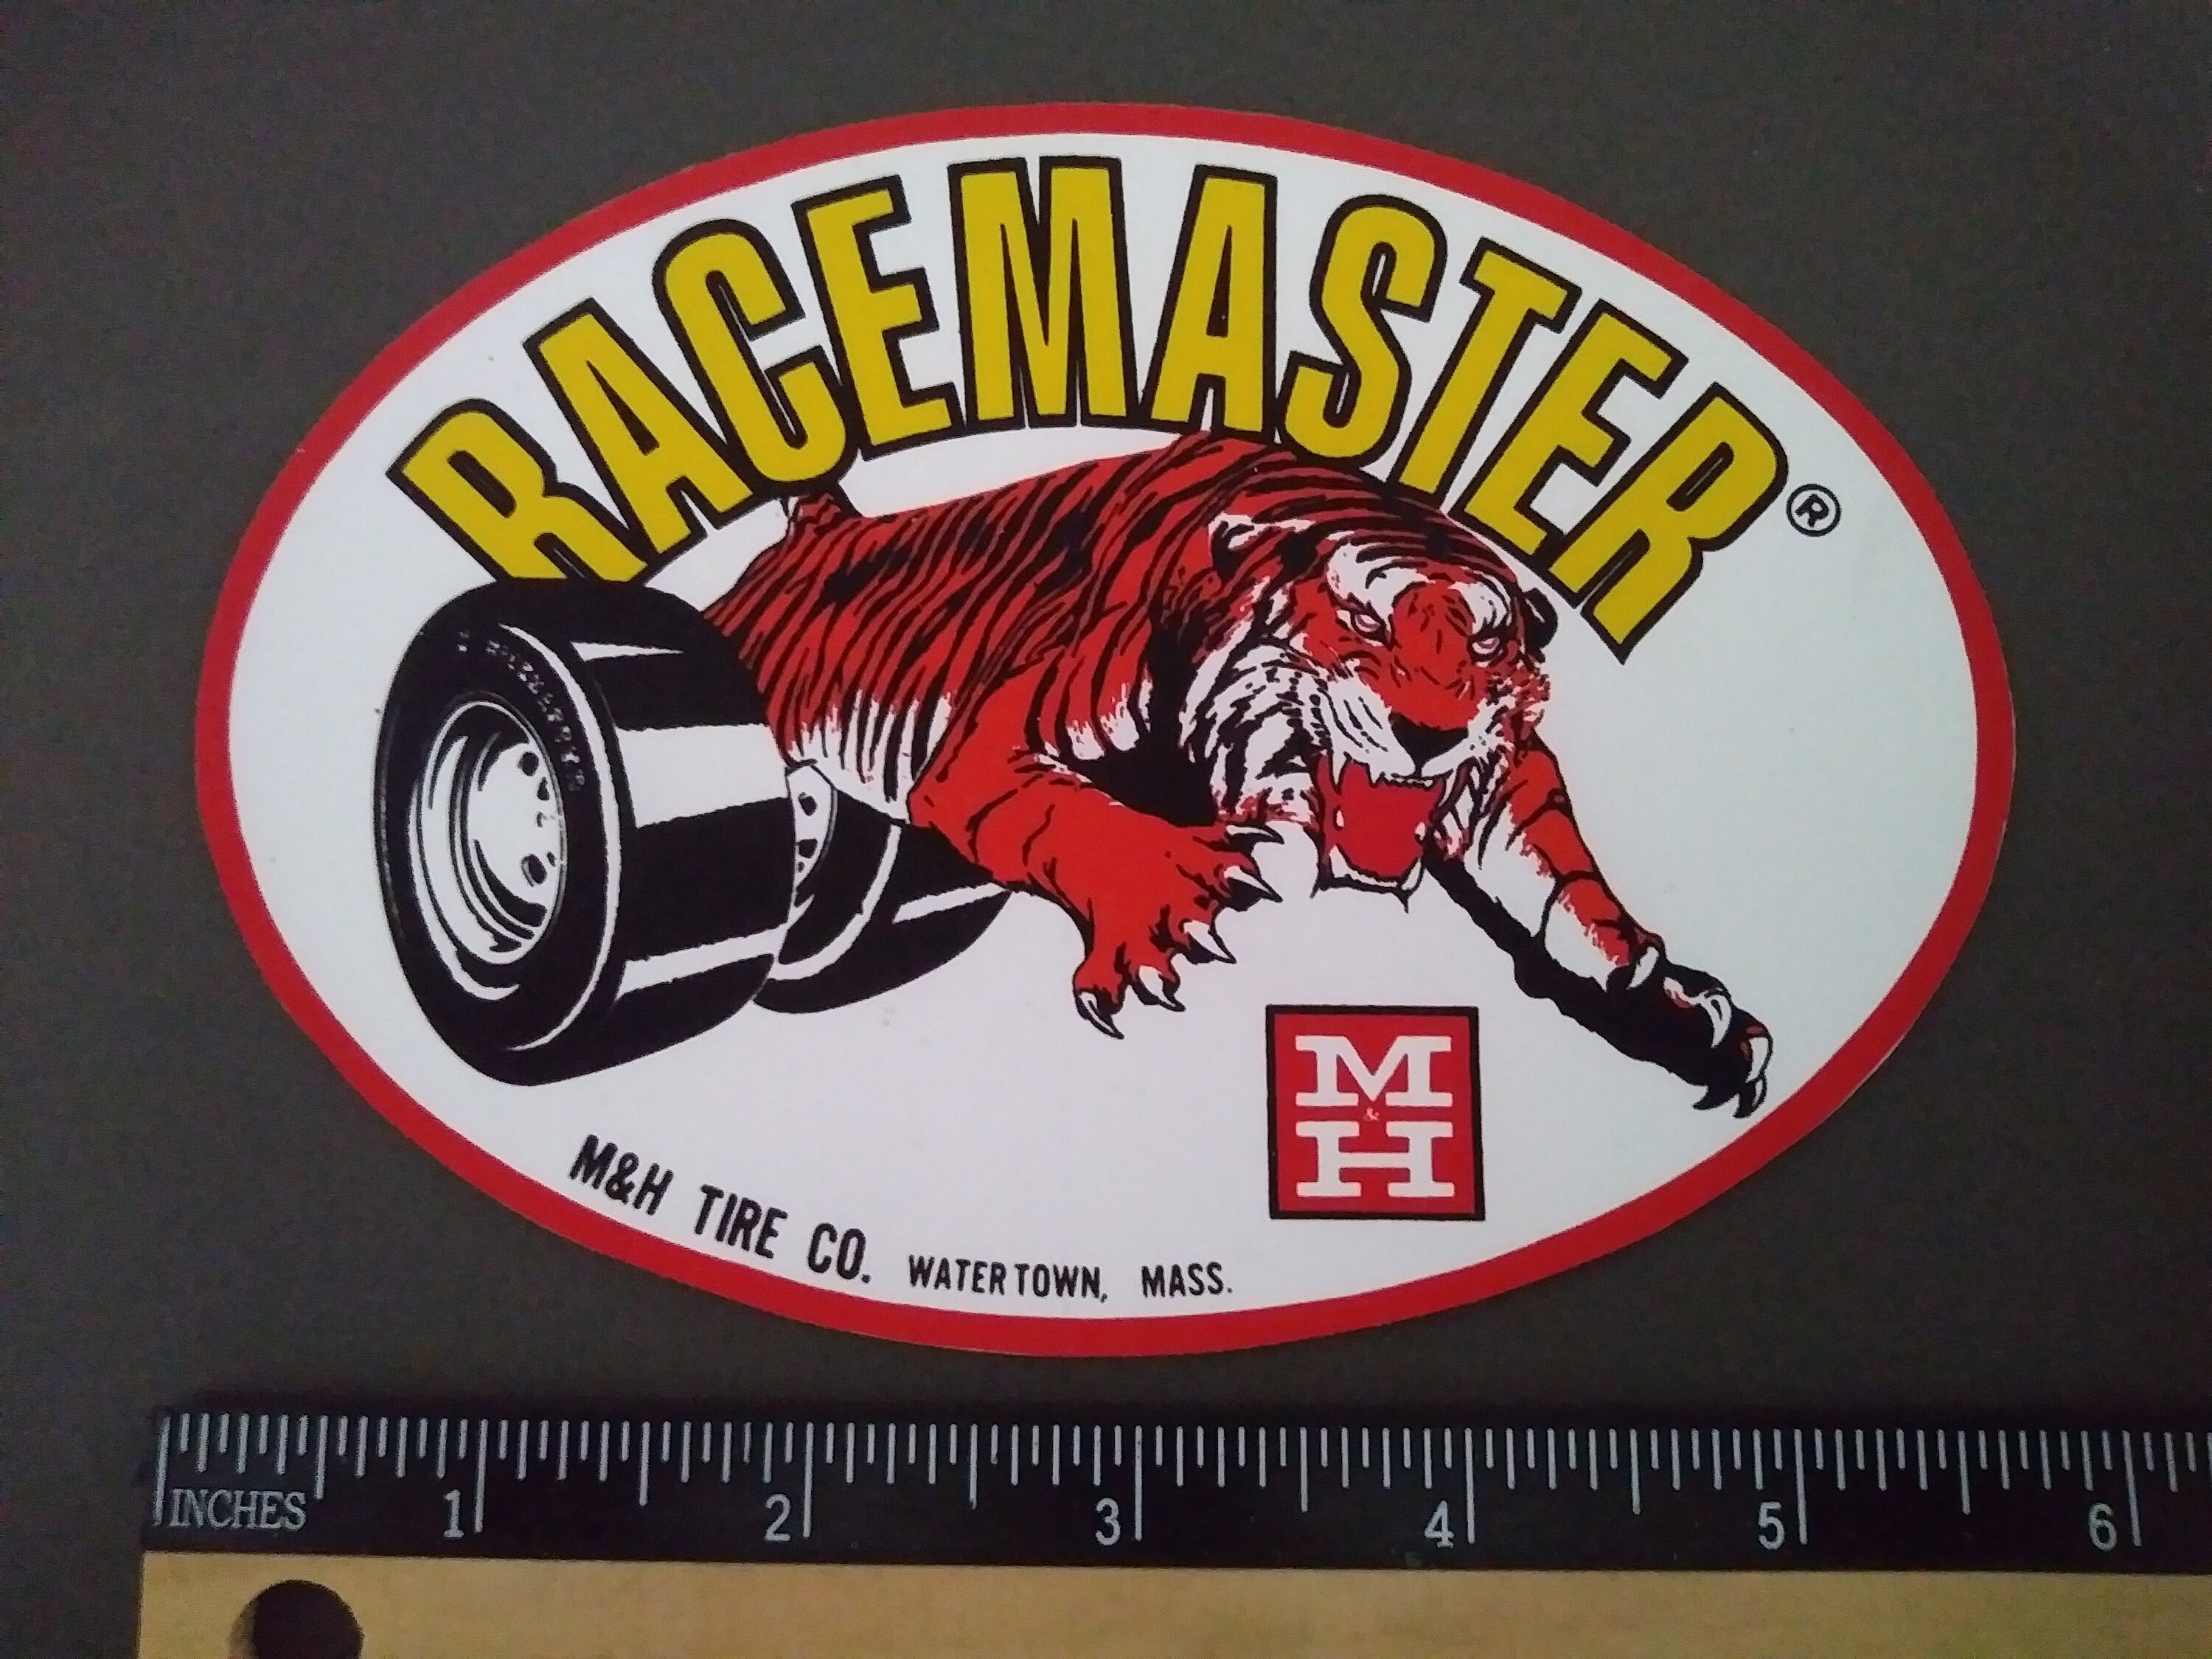 RACEMASTER®
M
&
H
M&H TIRE CO. WATERTOWN, MASS.
INCHES 1 2 3 4 5 6